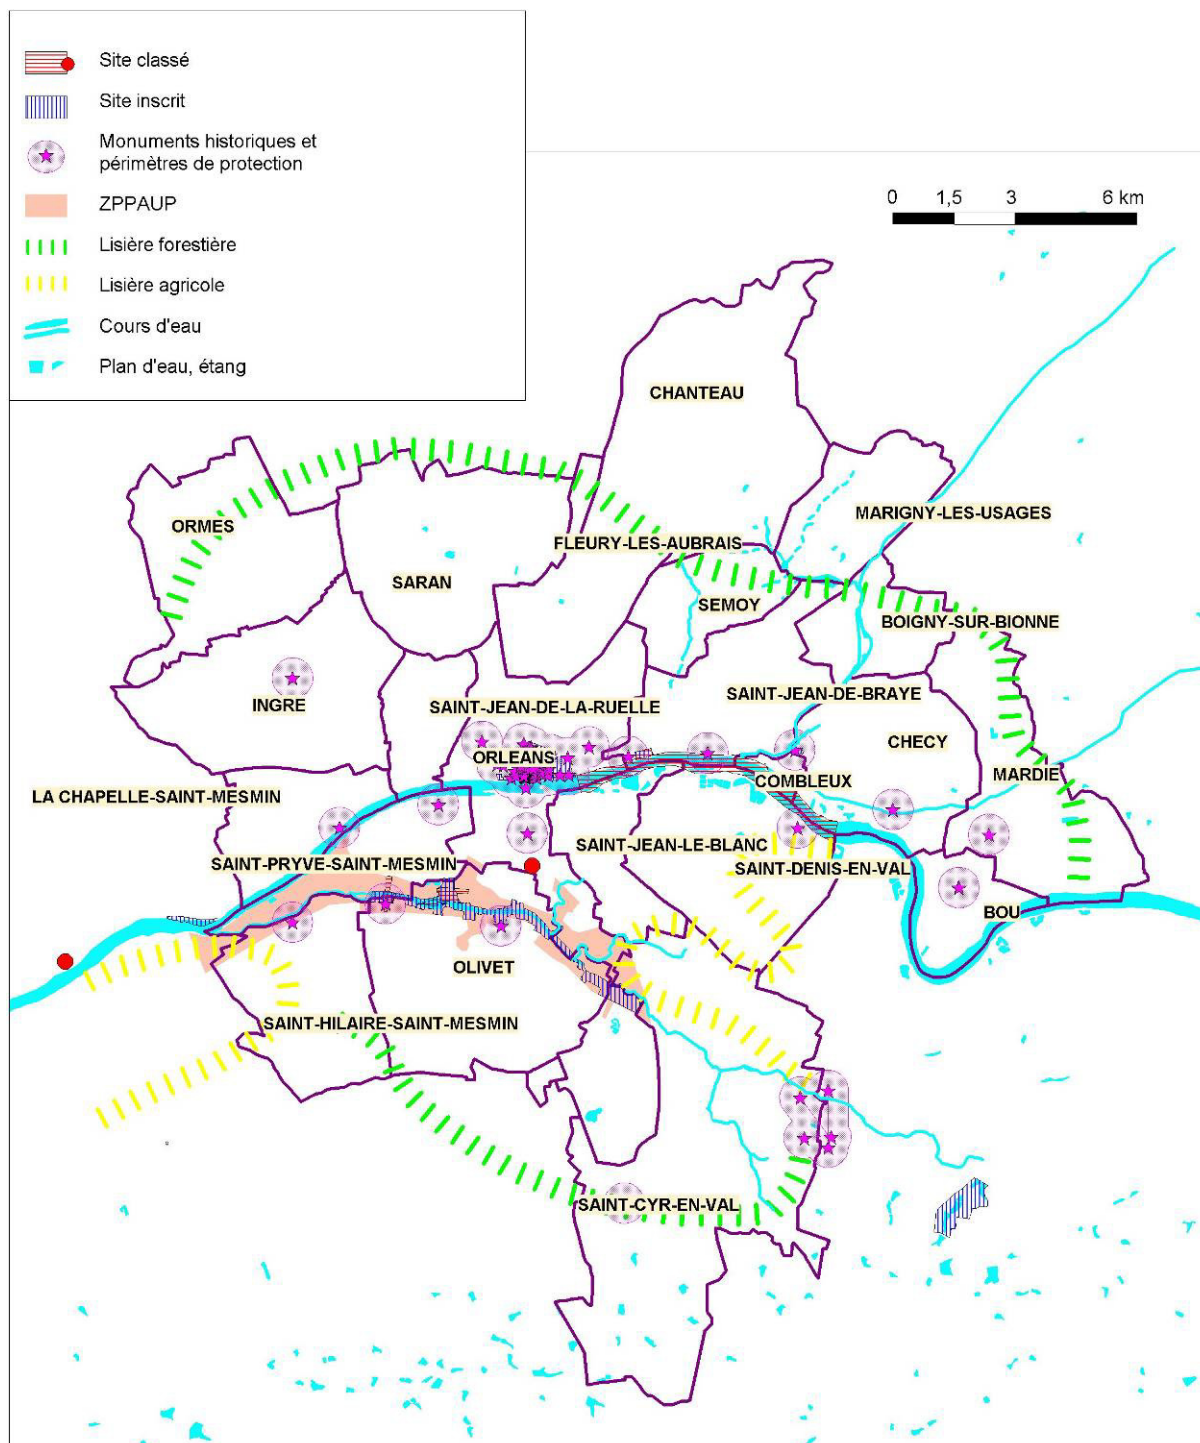 Site classé
Site inscrit
Monuments historiques et
périmètres de protection
ZPPAUP
Lisière forestière
Lisière agricole
Cours d'eau
Plan d'eau, étang
0 1,5 3 6 km
CHANTEAU
MARIGNY-LES-USAGES
ORMES
FLEURY-LES-AUBRAIS
SARAN
SEMOY
BOIGNY-SUR-BIONNE
SAINT-JEAN-DE-BRAYE
INGRE
SAINT-JEAN-DE-LA-RUELLE
CHECY
ORLEANS
MARDIE
COMBLEUX
LA CHAPELLE-SAINT-MESMIN
SAINT-JEAN-LE-BLANC
SAINT-PRYVE-SAINT-MESMIN
SAINT-DENIS-EN-VAL
BOU
OLIVET
SAINT-HILAIRE-SAINT-MESMIN
SAINT-CYR-EN-VAL